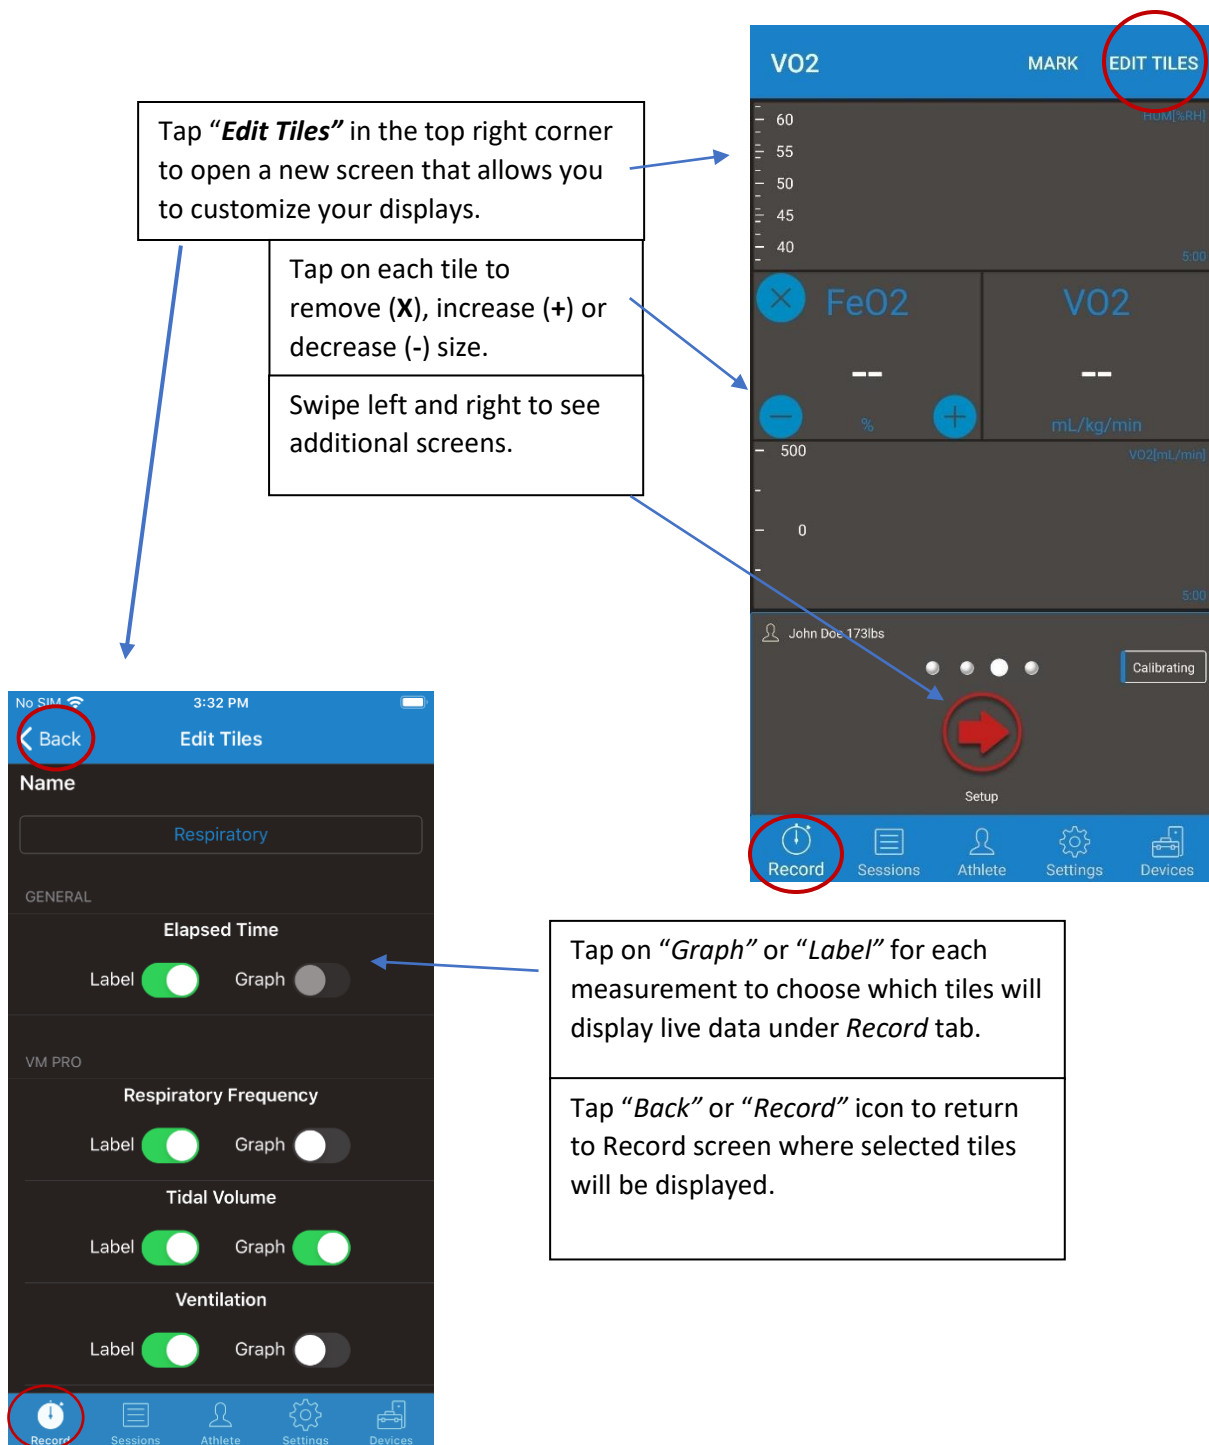 VO2 MARK EDIT TILES
HUM[%RH]
60
55
50
45
40
5:00
FeO2 VO2
-- --
% mL/kg/min
500 VO2[mL/min]
0
5:00
John Doe 173lbs
Calibrating
Setup
Record Sessions Athlete Settings Devices
Tap “Edit Tiles” in the top right corner
to open a new screen that allows you
to customize your displays.
Tap on each tile to
remove (X), increase (+) or
decrease (-) size.
Swipe left and right to see
additional screens.
No SIM 3:32 PM
Back Edit Tiles
Name
Respiratory
GENERAL
Elapsed Time
Label Graph
VM PRO
Respiratory Frequency
Label Graph
Tidal Volume
Label Graph
Ventilation
Label Graph
Record Sessions Athlete Settings Devices
Tap on “Graph” or “Label” for each
measurement to choose which tiles will
display live data under Record tab.
Tap “Back” or “Record” icon to return
to Record screen where selected tiles
will be displayed.